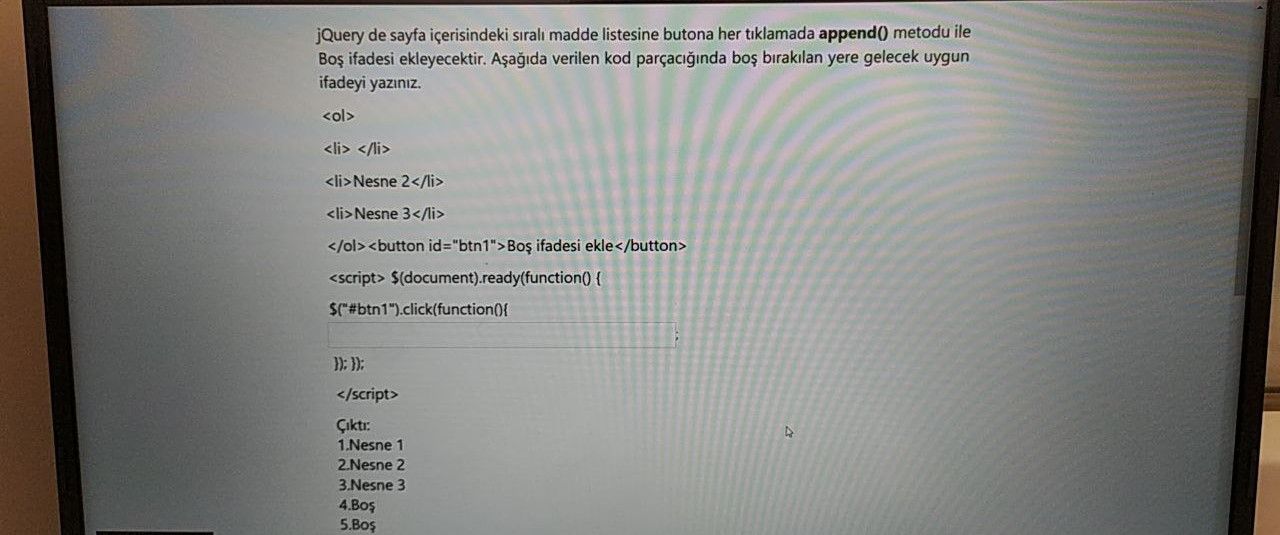 jQuery de sayfa içerisindeki sıralı madde listesine butona her tıklamada append() metodu ile
Boş ifadesi ekleyecektir. Aşağıda verilen kod parçacığında boş bırakılan yere gelecek uygun
ifadeyi yazınız.
<ol>
<li> </li>
<li>Nesne 2</li>
<li>Nesne 3</li>
</ol><button id="btn1">Boş ifadesi ekle</button>
<script> $(document).ready(function() {
$("#btn1").click(function(){
;
}); });
</script>
Çıktı:
1.Nesne 1
2.Nesne 2
3.Nesne 3
4.Boş
5.Boş